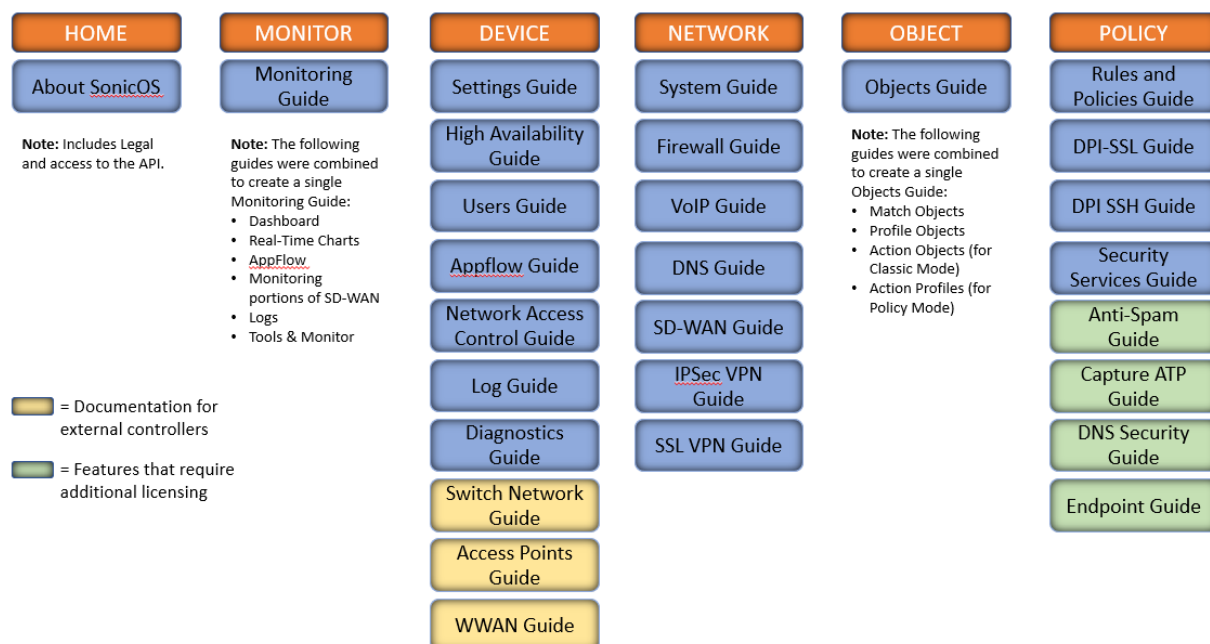 HOME
About SonicOS
Note: Includes Legal
and access to the API.
MONITOR
Monitoring
Guide
Note: The following
guides were combined
to create a single
Monitoring Guide:
• Dashboard
• Real-Time Charts
• AppFlow
• Monitoring
portions of SD-WAN
• Logs
• Tools & Monitor
= Documentation for
external controllers
= Features that require
additional licensing
DEVICE
Settings Guide
High Availability
Guide
Users Guide
Appflow Guide
Network Access
Control Guide
Log Guide
Diagnostics
Guide
Switch Network
Guide
Access Points
Guide
WWAN Guide
NETWORK
System Guide
Firewall Guide
VoIP Guide
DNS Guide
SD-WAN Guide
IPSec VPN
Guide
SSL VPN Guide
OBJECT
Objects Guide
Note: The following
guides were combined
to create a single
Objects Guide:
• Match Objects
• Profile Objects
• Action Objects (for
Classic Mode)
• Action Profiles (for
Policy Mode)
POLICY
Rules and
Policies Guide
DPI-SSL Guide
DPI SSH Guide
Security
Services Guide
Anti-Spam
Guide
Capture ATP
Guide
DNS Security
Guide
Endpoint Guide